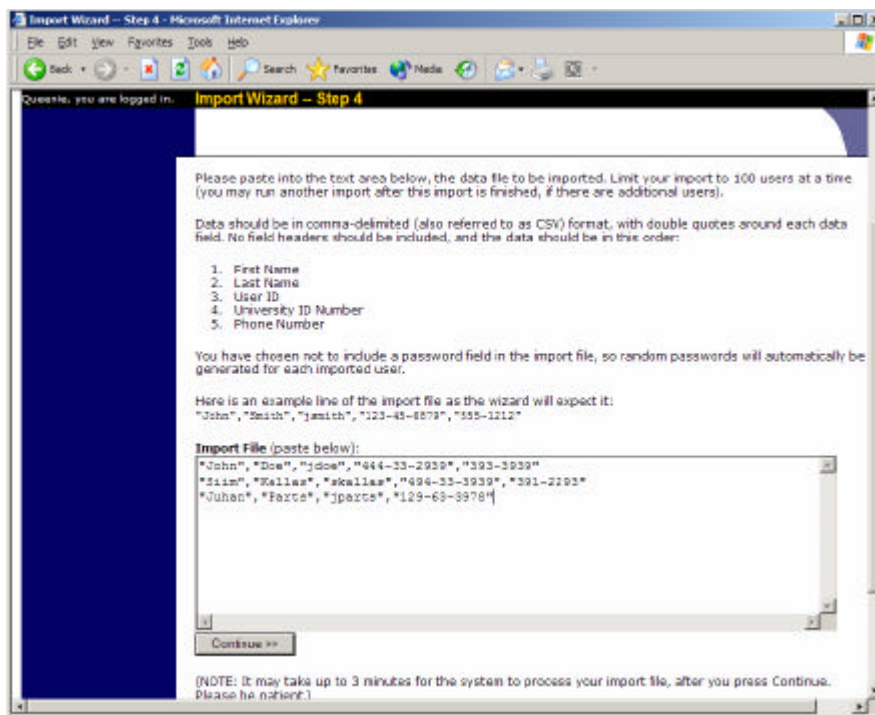 Import Wizard -- Step 4 - Microsoft Internet Explorer
File Edit View Favorites Tools Help
Back Search Favorites Media
Queenie, you are logged in. Import Wizard -- Step 4
Please paste into the text area below, the data file to be imported. Limit your import to 100 users at a time
(you may run another import after this import is finished, if there are additional users).
Data should be in comma-delimited (also referred to as CSV) format, with double quotes around each data
field. No field headers should be included, and the data should be in this order:
1. First Name
2. Last Name
3. User ID
4. University ID Number
5. Phone Number
You have chosen not to include a password field in the import file, so random passwords will automatically be
generated for each imported user.
Here is an example line of the import file as the wizard will expect it:
"John","Smith","jsmith","123-45-6879","555-1212"
Import File (paste below):
"John","Doe","jdoe","444-33-2939","393-3939"
"Siim","Kallas","skallas","494-33-3939","391-2293"
"Juhan","Parts","jparts","129-63-3978"
Continue >>
(NOTE: It may take up to 3 minutes for the system to process your import file, after you press Continue.
Please be patient.)